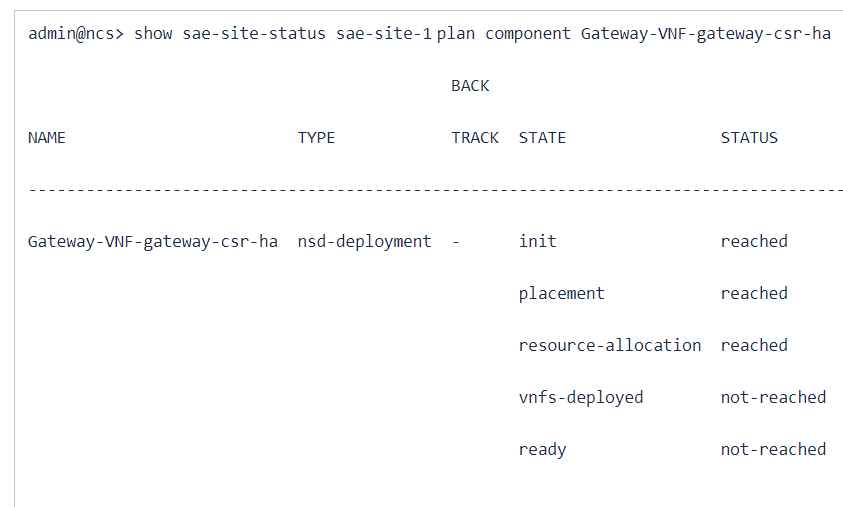 admin@ncs> show sae-site-status sae-site-1 plan component Gateway-VNF-gateway-csr-ha
BACK
NAME TYPE TRACK STATE STATUS
--------------------------------------------------------------------------------------
Gateway-VNF-gateway-csr-ha nsd-deployment - init reached
placement reached
resource-allocation reached
vnfs-deployed not-reached
ready not-reached